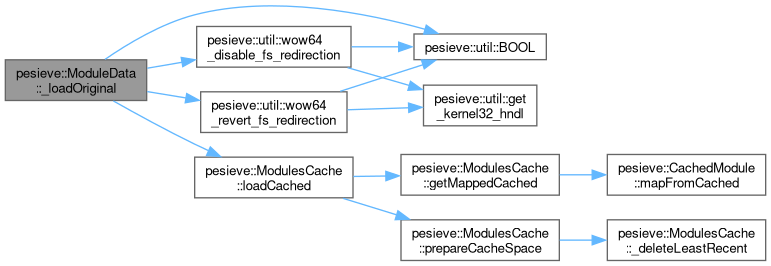 pesieve::ModuleData
::_loadOriginal
pesieve::util::wow64
_disable_fs_redirection
pesieve::util::BOOL
pesieve::util::wow64
_revert_fs_redirection
pesieve::util::get
_kernel32_hndl
pesieve::ModulesCache
::loadCached
pesieve::ModulesCache
::getMappedCached
pesieve::CachedModule
::mapFromCached
pesieve::ModulesCache
::prepareCacheSpace
pesieve::ModulesCache
::_deleteLeastRecent